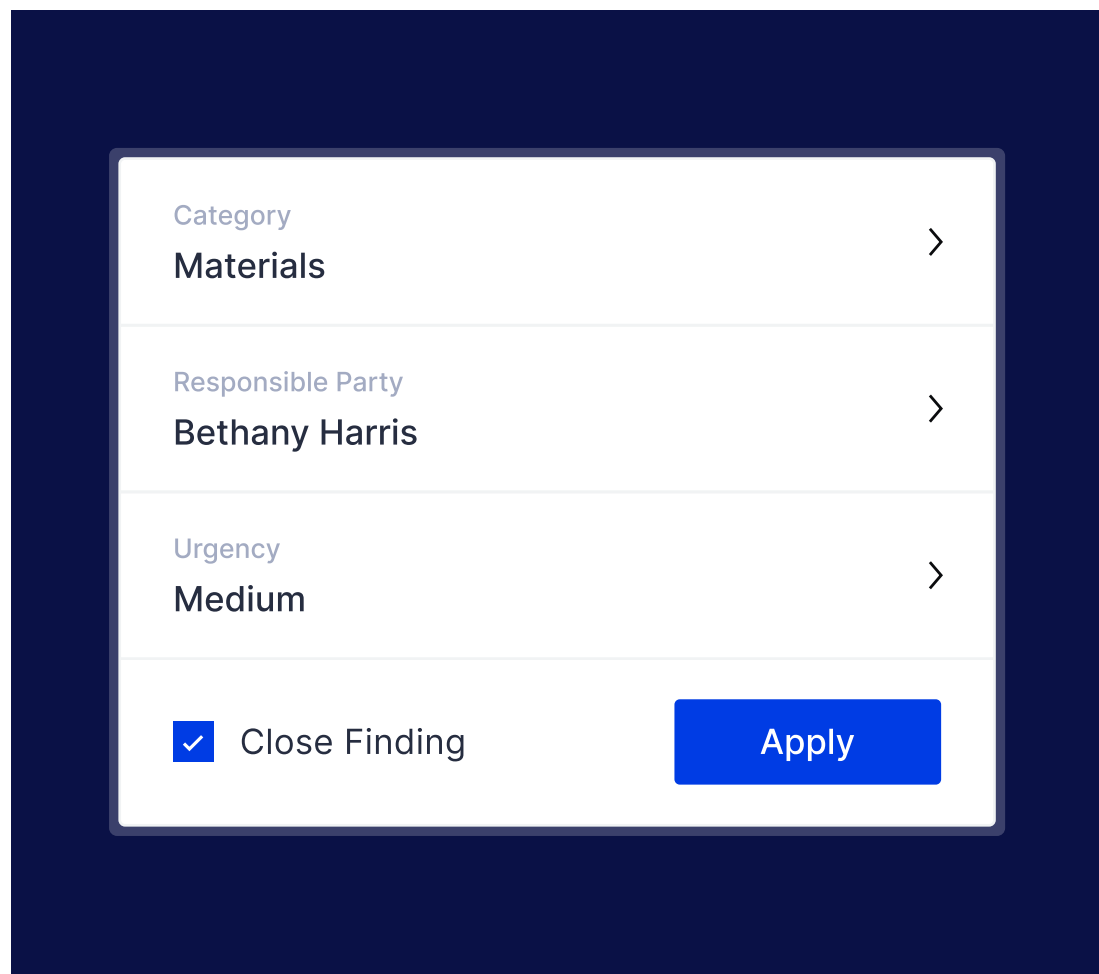 Category
Materials
Responsible Party
Bethany Harris
Urgency
Medium
Close Finding
Apply